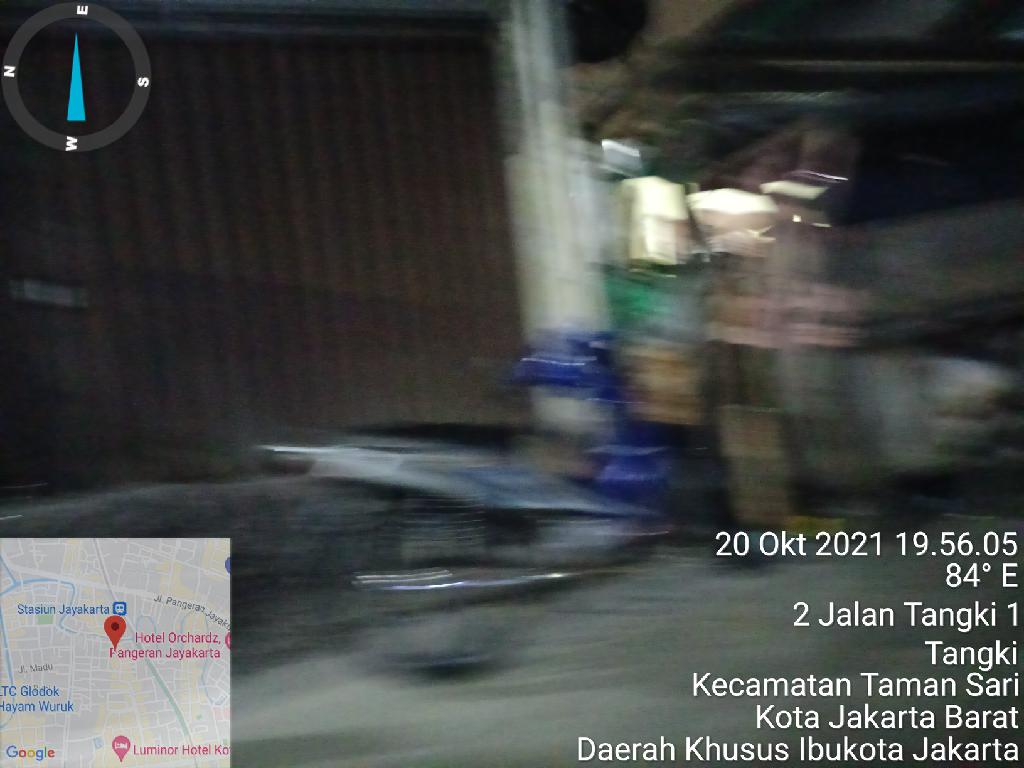 E
N
S
W
Stasiun Jayakarta
Jl. Pangeran Jayak
Hotel Orchardz,
Pangeran Jayakarta
Jl. Madu
LTC Glodok
Hayam Wuruk
Google
Luminor Hotel Ko
20 Okt 2021 19.56.05
84° E
2 Jalan Tangki 1
Tangki
Kecamatan Taman Sari
Kota Jakarta Barat
Daerah Khusus Ibukota Jakarta